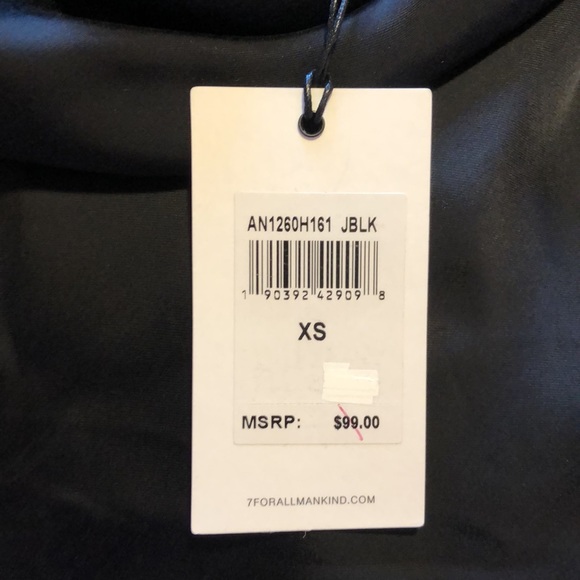 AN1260H161 JBLK
1 90392 42909 8
XS
MSRP: $99.00
7FORALLMANKIND.COM